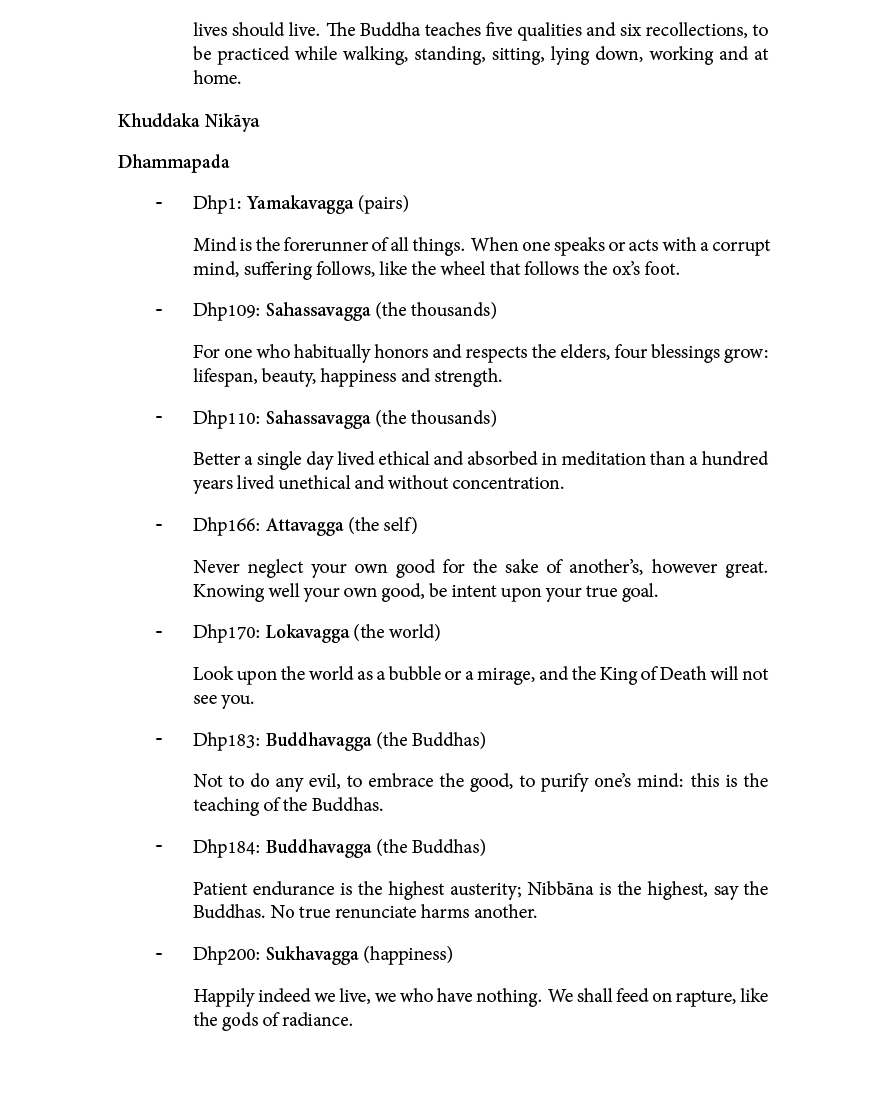 lives should live. The Buddha teaches five qualities and six recollections, to
be practiced while walking, standing, sitting, lying down, working and at
home.
Khuddaka Nikāya
Dhammapada
- Dhp1: Yamakavagga (pairs)
Mind is the forerunner of all things. When one speaks or acts with a corrupt
mind, suffering follows, like the wheel that follows the ox’s foot.
- Dhp109: Sahassavagga (the thousands)
For one who habitually honors and respects the elders, four blessings grow:
lifespan, beauty, happiness and strength.
- Dhp110: Sahassavagga (the thousands)
Better a single day lived ethical and absorbed in meditation than a hundred
years lived unethical and without concentration.
- Dhp166: Attavagga (the self)
Never neglect your own good for the sake of another’s, however great.
Knowing well your own good, be intent upon your true goal.
- Dhp170: Lokavagga (the world)
Look upon the world as a bubble or a mirage, and the King of Death will not
see you.
- Dhp183: Buddhavagga (the Buddhas)
Not to do any evil, to embrace the good, to purify one’s mind: this is the
teaching of the Buddhas.
- Dhp184: Buddhavagga (the Buddhas)
Patient endurance is the highest austerity; Nibbāna is the highest, say the
Buddhas. No true renunciate harms another.
- Dhp200: Sukhavagga (happiness)
Happily indeed we live, we who have nothing. We shall feed on rapture, like
the gods of radiance.